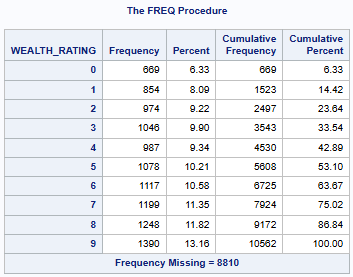 The FREQ Procedure
Cumulative Cumulative
WEALTH_RATING Frequency Percent Frequency Percent
0 669 6.33 669 6.33
1 854 8.09 1523 14.42
2 974 9.22 2497 23.64
3 1046 9.90 3543 33.54
4 987 9.34 4530 42.89
5 1078 10.21 5608 53.10
6 1117 10.58 6725 63.67
7 1199 11.35 7924 75.02
8 1248 11.82 9172 86.84
9 1390 13.16 10562 100.00
Frequency Missing = 8810